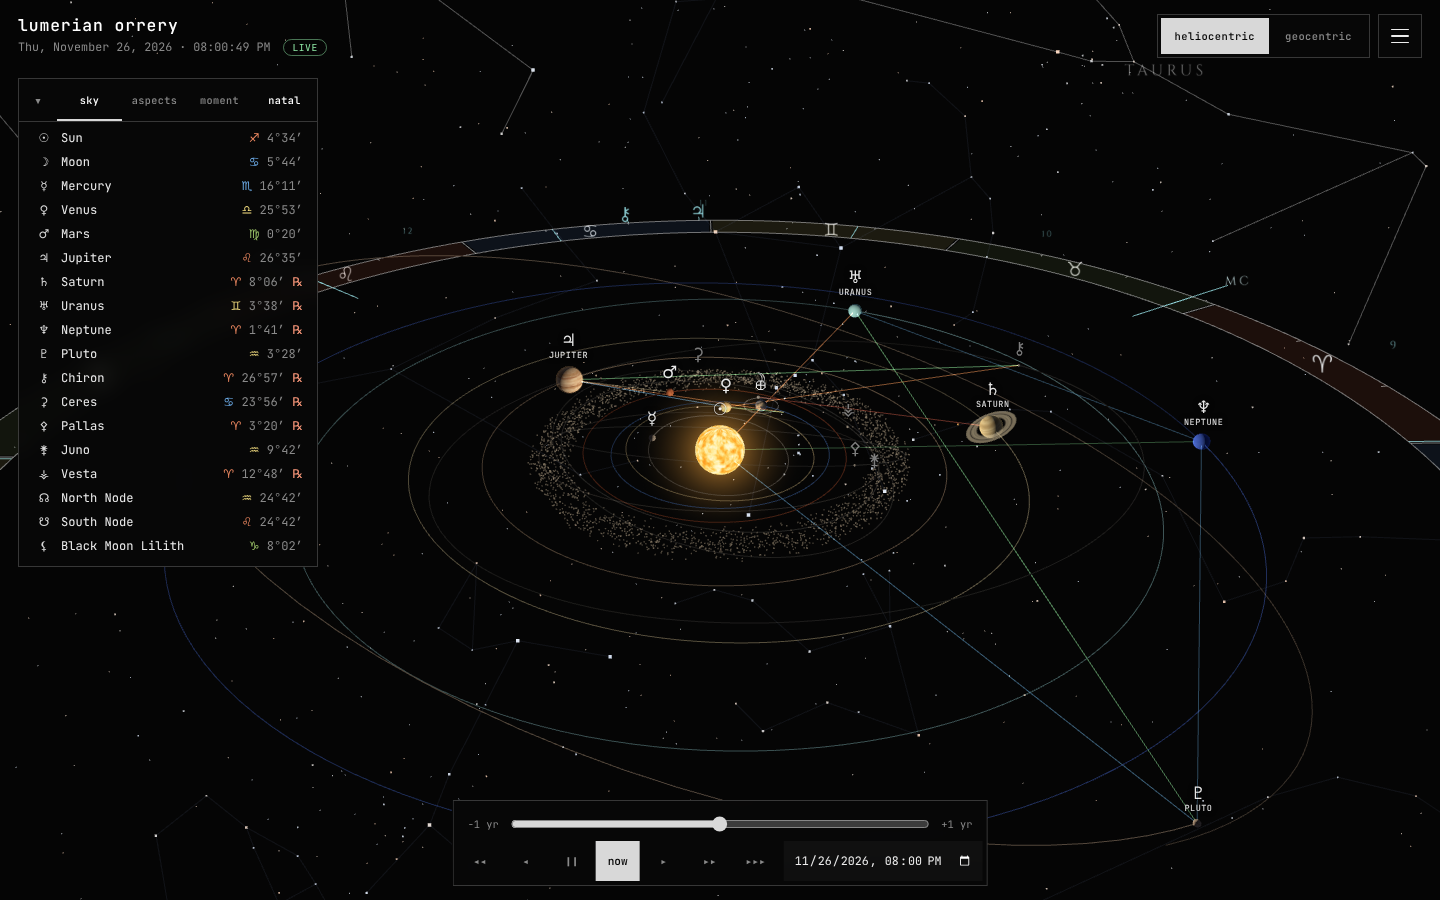 lumerian orrery
Thu, November 26, 2026 · 08:00:49 PM LIVE
heliocentric geocentric
▾ sky aspects moment natal
☉ Sun ♐ 4°34′
☽ Moon ♋ 5°44′
☿ Mercury ♏ 16°11′
♀ Venus ♎ 25°53′
♂ Mars ♍ 0°20′
♃ Jupiter ♌ 26°35′
♄ Saturn ♈ 8°06′ ℞
♅ Uranus ♊ 3°38′ ℞
♆ Neptune ♈ 1°41′ ℞
♇ Pluto ♒ 3°28′
⚷ Chiron ♈ 26°57′ ℞
⚳ Ceres ♋ 23°56′ ℞
⚴ Pallas ♈ 3°20′ ℞
⚵ Juno ♒ 9°42′
⚶ Vesta ♈ 12°48′ ℞
☊ North Node ♒ 24°42′
☋ South Node ♌ 24°42′
⚸ Black Moon Lilith ♑ 8°02′
TAURUS
12
⚷ ♃
♋ ♊
10
♌ ♉
MC
9
♈
♅
URANUS
♃
JUPITER
⚳
⚷
♂
♀
⊕
☿
♄
SATURN
♆
NEPTUNE
⚶
⚴
⚵
♇
PLUTO
-1 yr +1 yr
◂◂ ◂ || now ▸ ▸▸ ▸▸▸ 11/26/2026, 08:00 PM